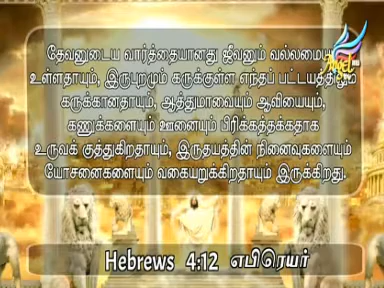 தேவனுடைய வார்த்தையானது ஜீவனும்
உள்ளதாயும், இருபுறமும் கருக்குள்ள எந்தப் பட்டயத்திலும்
கருக்கானதாயும், ஆத்துமாவையும் ஆவியையும்,
கணுக்களையும் ஊனையும் பிரிக்கத்தக்கதாக
உருவக் குத்துகிறதாயும், இருதயத்தின் நினைவுகளையும்
யோசனைகளையும் வகையறுக்கிறதாயும் இருக்கிறது.
Hebrews 4:12 எபிரெயர்